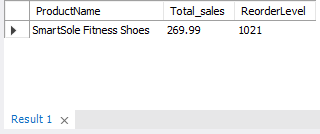 ProductName Total_sales ReorderLevel
SmartSole Fitness Shoes 269.99 1021
Result 1